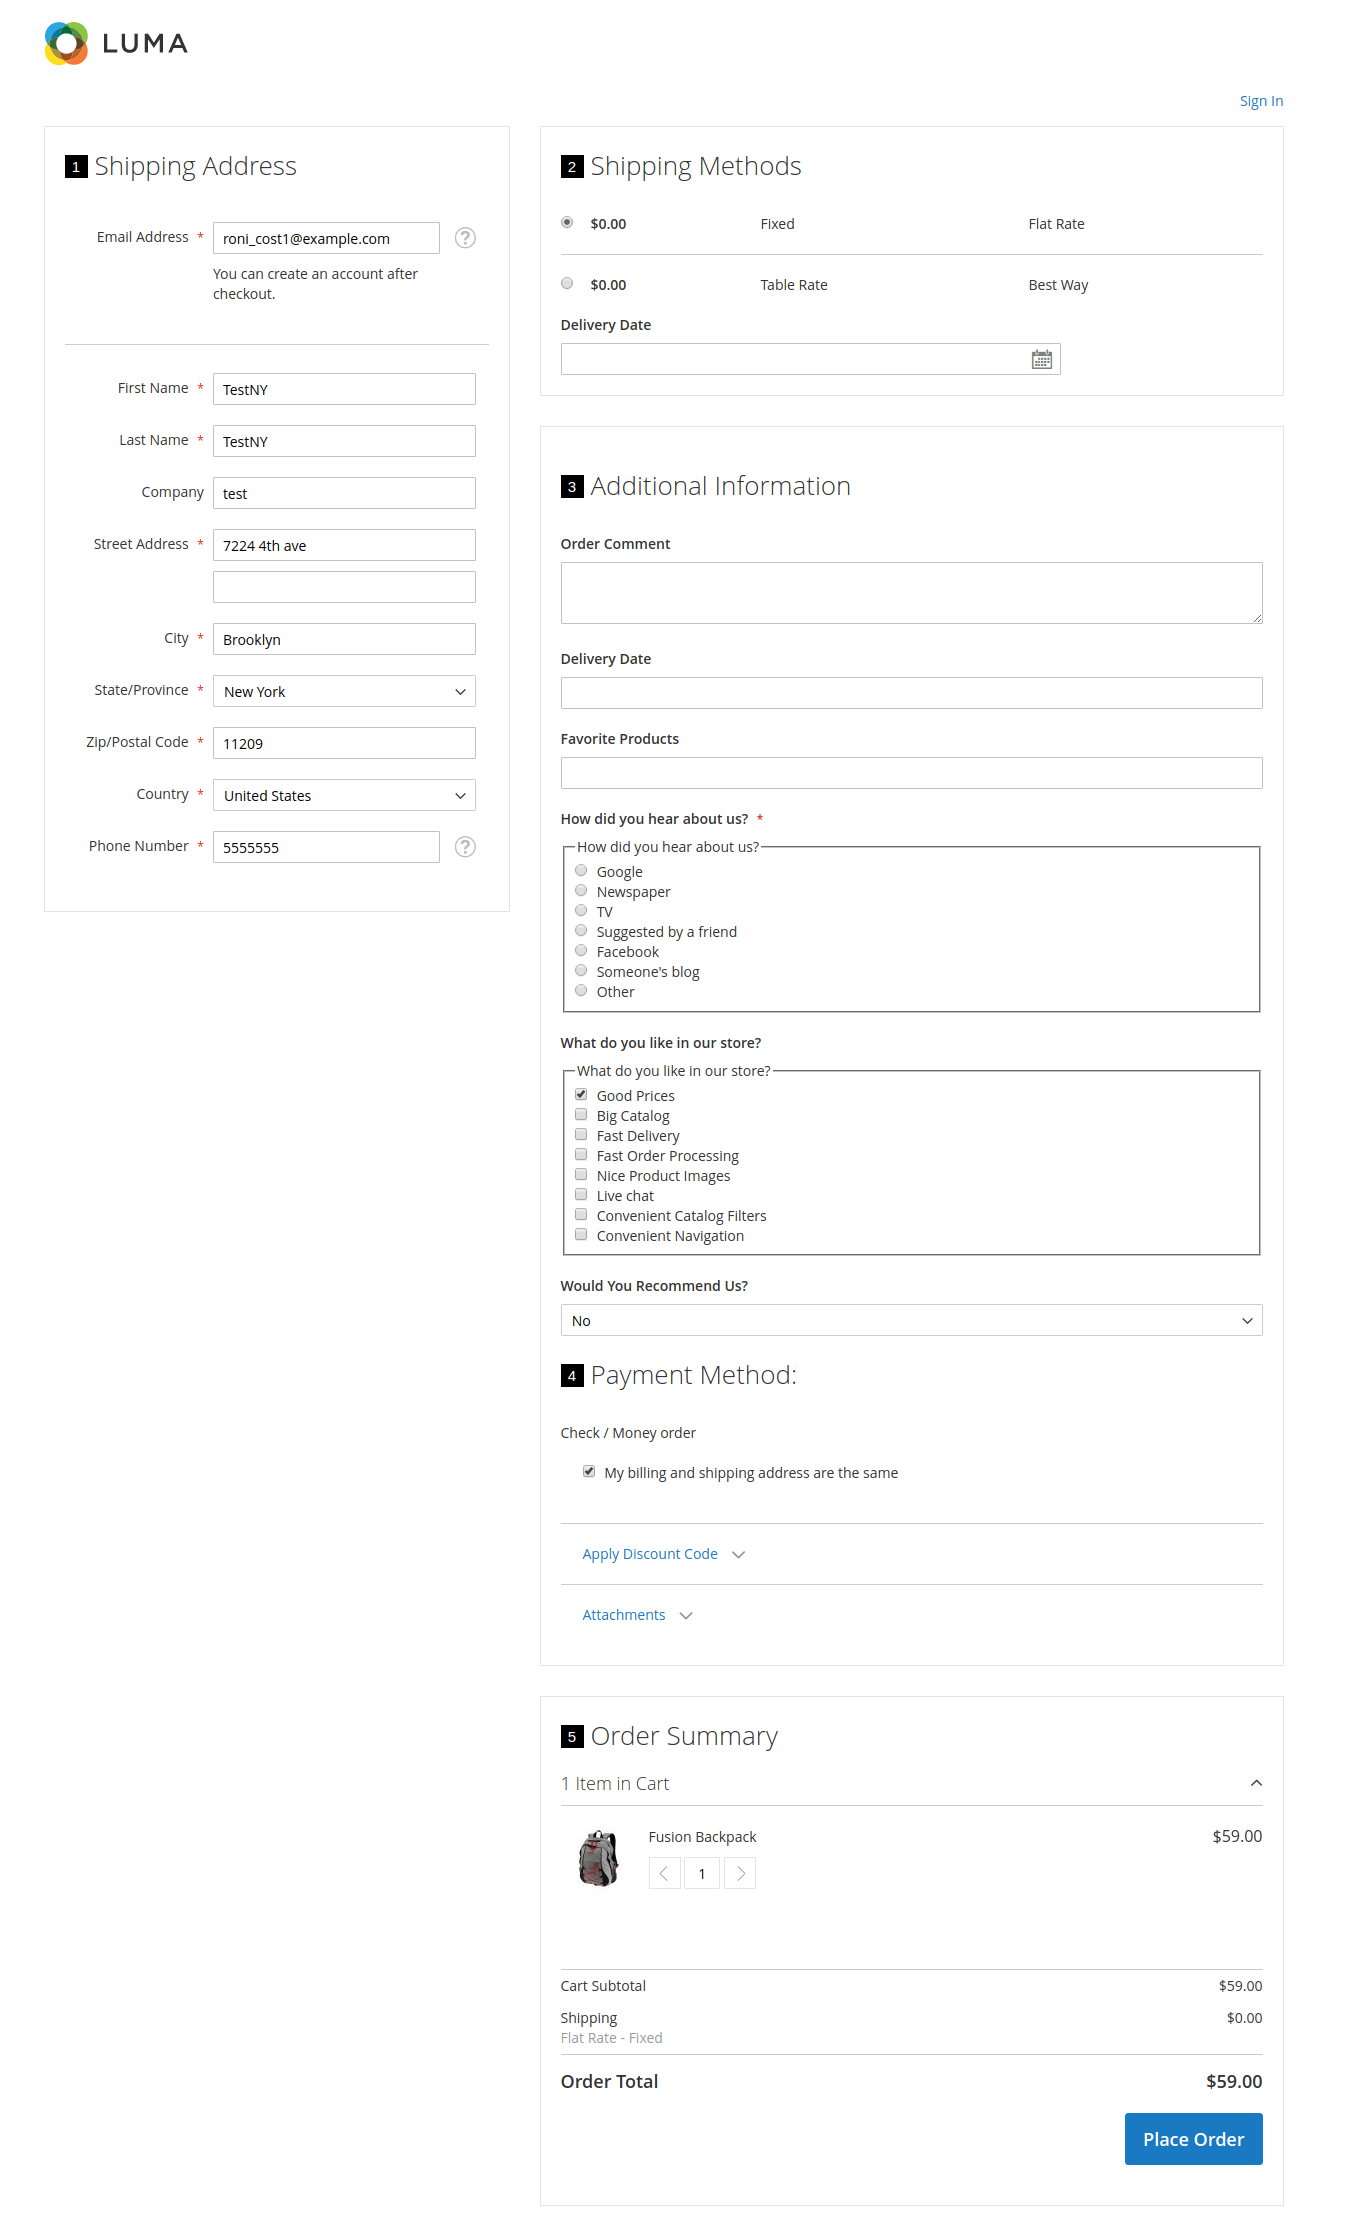 LUMA
Sign In
1 Shipping Address
Email Address * roni_cost1@example.com ?
You can create an account after
checkout.
First Name * TestNY
Last Name * TestNY
Company test
Street Address * 7224 4th ave
City * Brooklyn
State/Province * New York
Zip/Postal Code * 11209
Country * United States
Phone Number * 5555555 ?
2 Shipping Methods
$0.00 Fixed Flat Rate
$0.00 Table Rate Best Way
Delivery Date
3 Additional Information
Order Comment
Delivery Date
Favorite Products
How did you hear about us? *
How did you hear about us?
Google
Newspaper
TV
Suggested by a friend
Facebook
Someone's blog
Other
What do you like in our store?
What do you like in our store?
Good Prices
Big Catalog
Fast Delivery
Fast Order Processing
Nice Product Images
Live chat
Convenient Catalog Filters
Convenient Navigation
Would You Recommend Us?
No
4 Payment Method:
Check / Money order
My billing and shipping address are the same
Apply Discount Code
Attachments
5 Order Summary
1 Item in Cart
Fusion Backpack $59.00
1
Cart Subtotal $59.00
Shipping $0.00
Flat Rate - Fixed
Order Total $59.00
Place Order